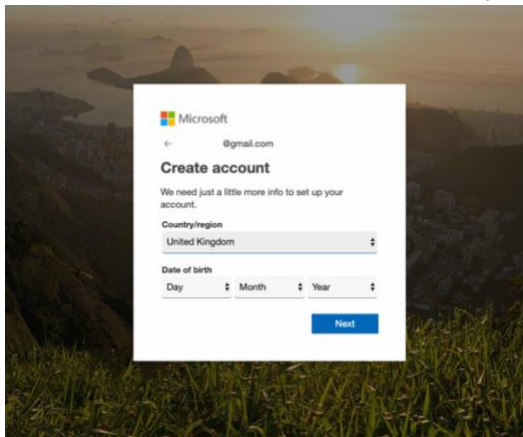 Microsoft
← @gmail.com
Create account
We need just a little more info to set up your
account.
Country/region
United Kingdom
Date of birth
Day Month Year
Next